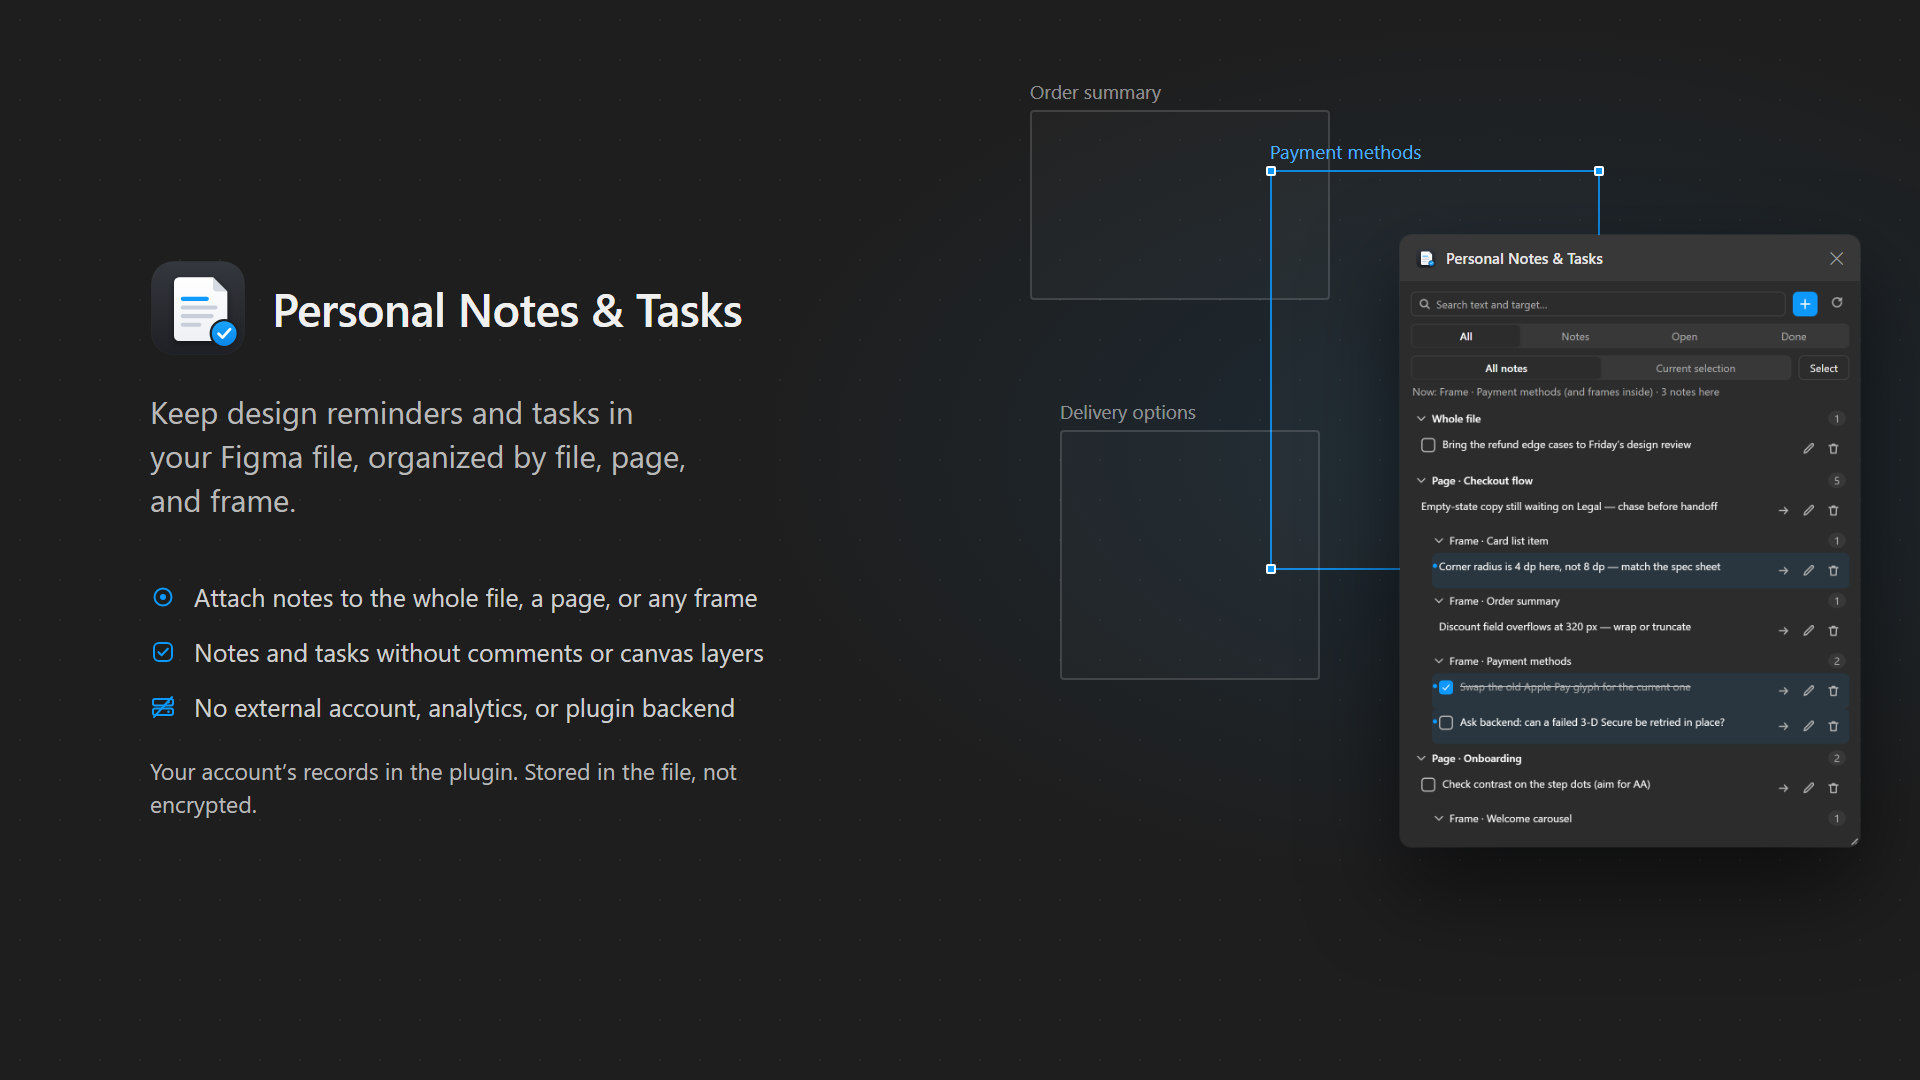 Personal Notes & Tasks
Keep design reminders and tasks in
your Figma file, organized by file, page,
and frame.
Attach notes to the whole file, a page, or any frame
Notes and tasks without comments or canvas layers
No external account, analytics, or plugin backend
Your account’s records in the plugin. Stored in the file, not
encrypted.
Order summary
Payment methods
Delivery options
Personal Notes & Tasks
Search text and target...
All Notes Open Done
All notes Current selection Select
Now: Frame · Payment methods (and frames inside) · 3 notes here
Whole file 1
Bring the refund edge cases to Friday’s design review
Page · Checkout flow 5
Empty-state copy still waiting on Legal — chase before handoff
Frame · Card list item 1
Corner radius is 4 dp here, not 8 dp — match the spec sheet
Frame · Order summary 1
Discount field overflows at 320 px — wrap or truncate
Frame · Payment methods 2
Swap the old Apple Pay glyph for the current one
Ask backend: can a failed 3-D Secure be retried in place?
Page · Onboarding 2
Check contrast on the step dots (aim for AA)
Frame · Welcome carousel 1